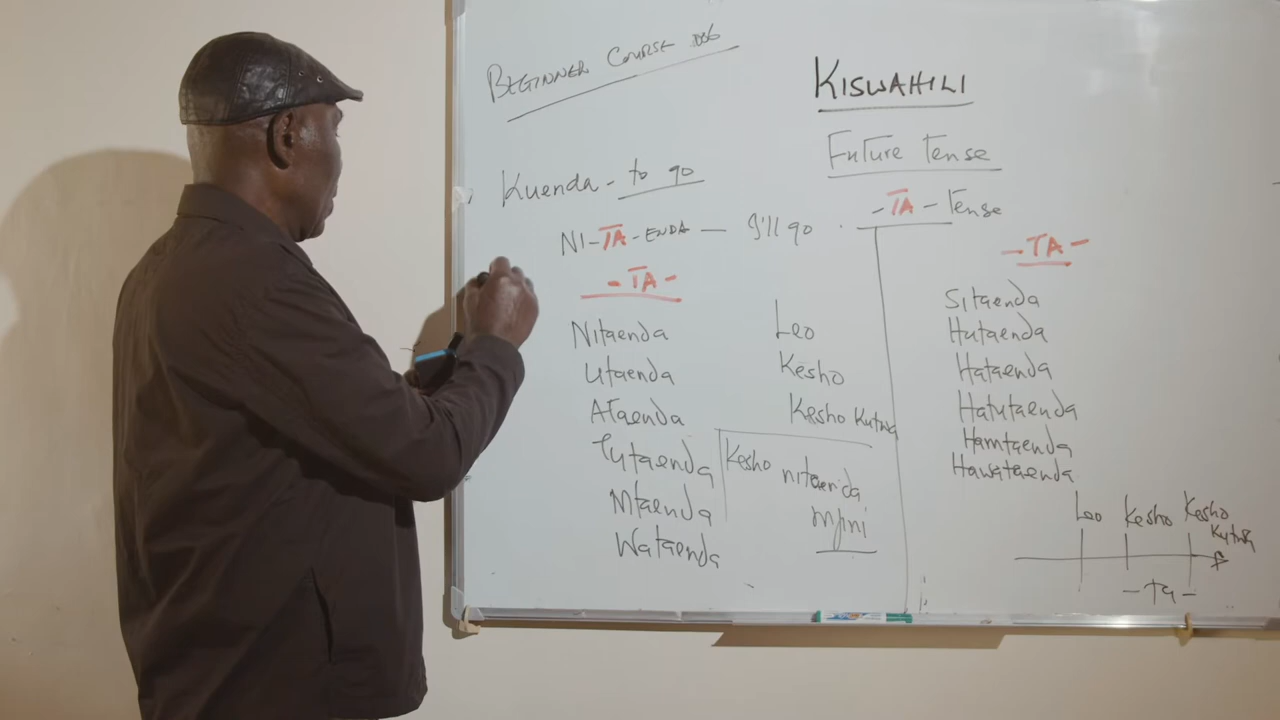 BEGINNER COURSE 006
KISWAHILI
Future Tense
- TA - Tense
Kuenda - to go
NI - TA - ENDA — I'll go
- TA -
Nitaenda
Utaenda
Ataenda
Tutaenda
Mtaenda
Wataenda
Leo
Kesho
Kesho Kutwa
Kesho nitaenda
Mjini
- TA -
Sitaenda
Hutaenda
Hataenda
Hatutaenda
Hamtaenda
Hawataenda
Leo
Kesho
Kesho
Kutwa
- Ta -